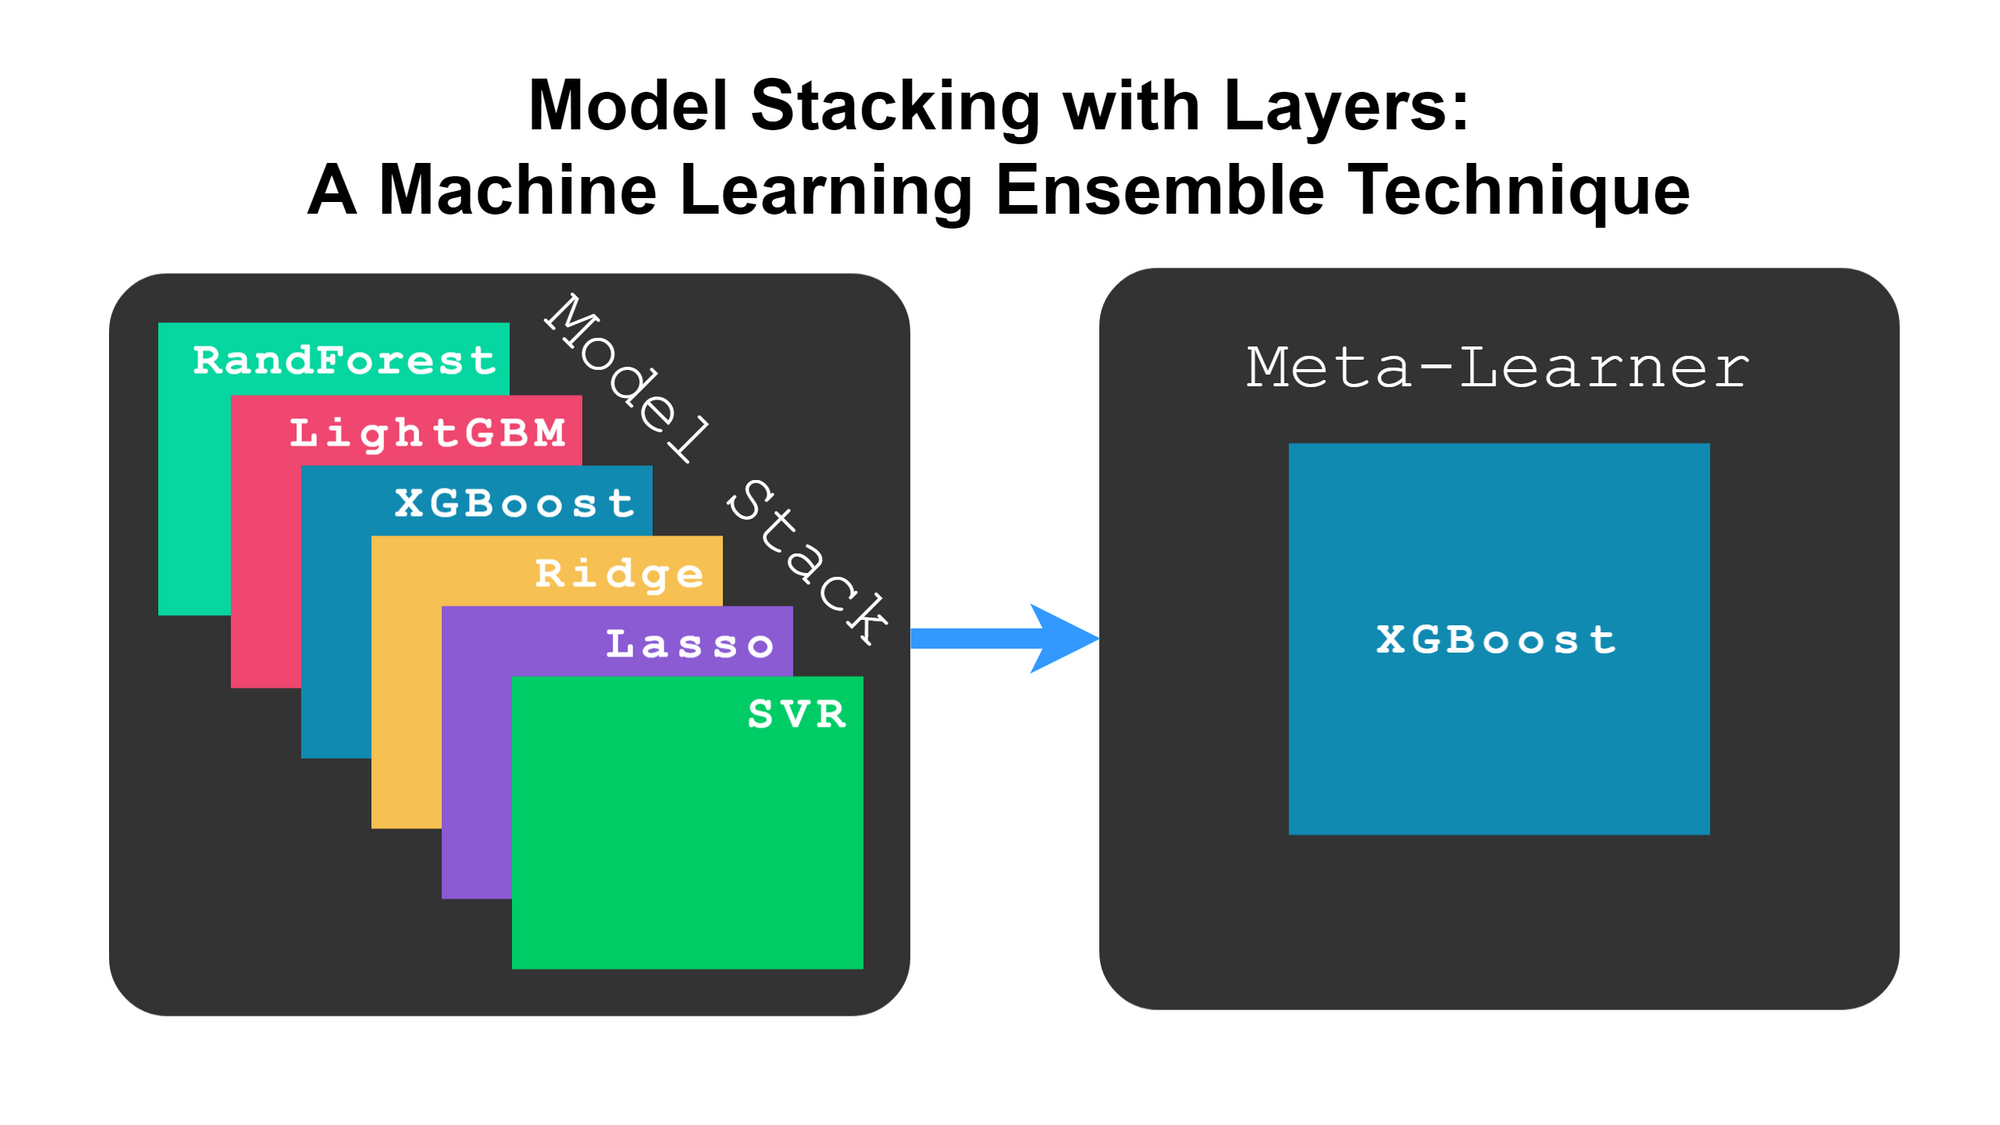 Model Stacking with Layers:
A Machine Learning Ensemble Technique
Model Stack
RandForest
LightGBM
XGBoost
Ridge
Lasso
SVR
Meta-Learner
XGBoost